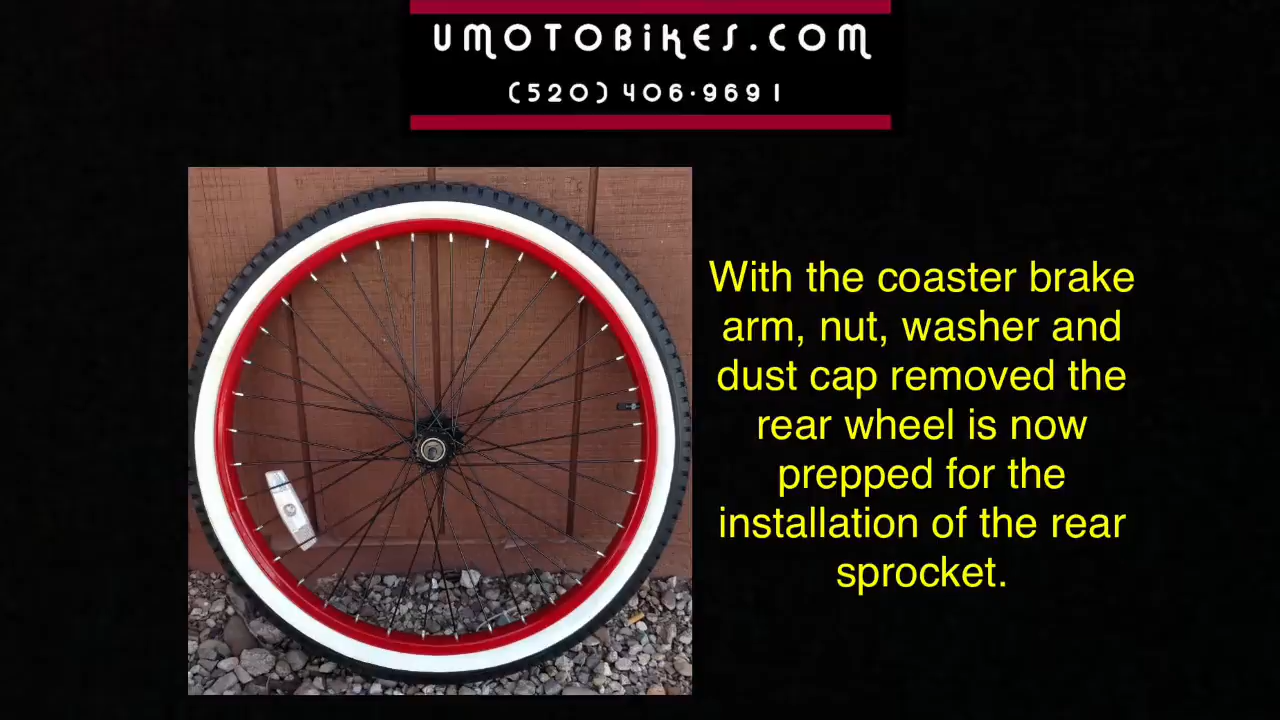 UMOTOBIKES.COM
(520) 406-9691
With the coaster brake
arm, nut, washer and
dust cap removed the
rear wheel is now
prepped for the
installation of the rear
sprocket.